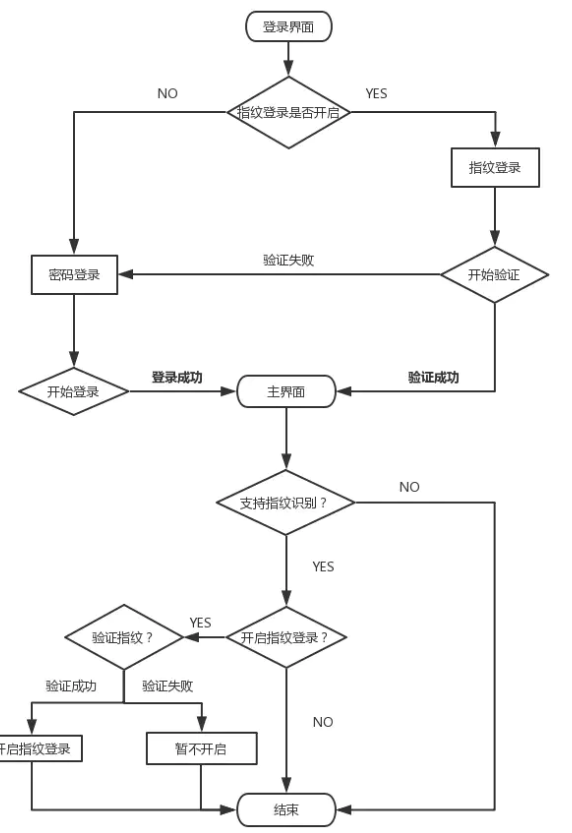 登录界面
NO
指纹登录是否开启
YES
指纹登录
密码登录
验证失败
开始验证
开始登录
登录成功
主界面
验证成功
支持指纹识别？
NO
YES
验证指纹？
YES
开启指纹登录？
验证成功
验证失败
NO
开启指纹登录
暂不开启
结束